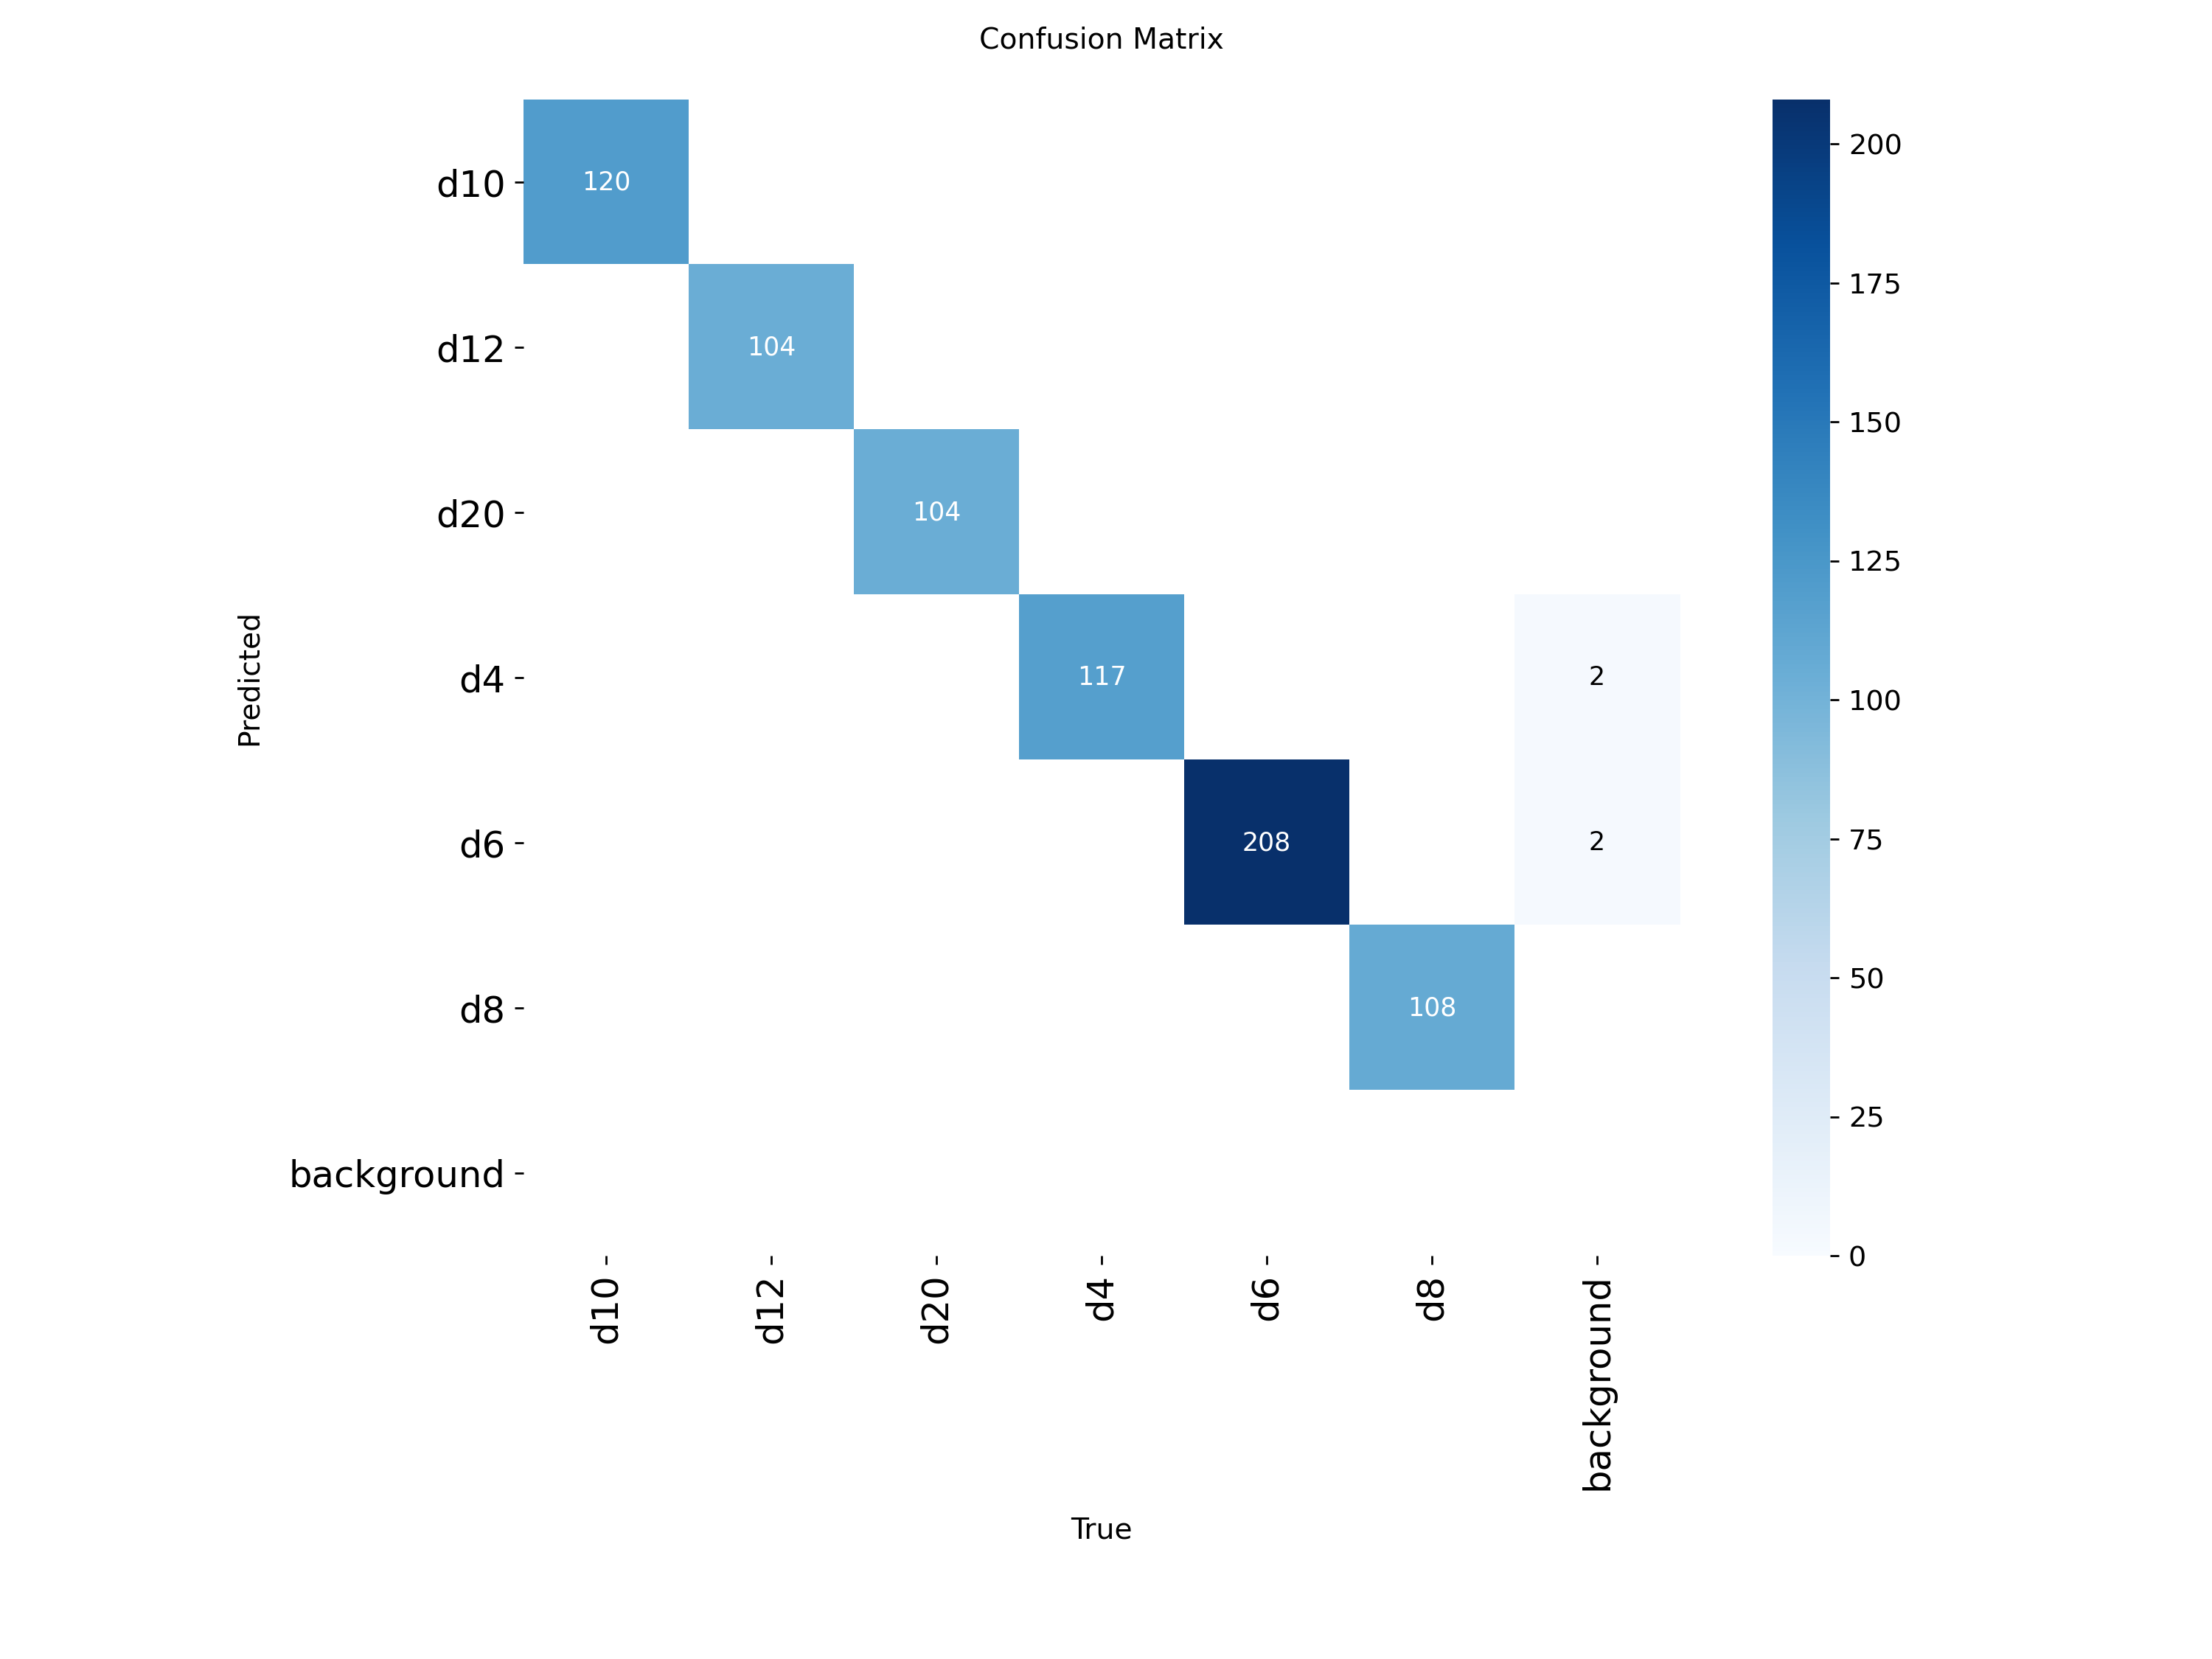 Confusion Matrix
d10
120
d12
104
d20
104
d4
117
2
d6
208
2
d8
108
background
Predicted
d10
d12
d20
d4
d6
d8
background
True
200
175
150
125
100
75
50
25
0